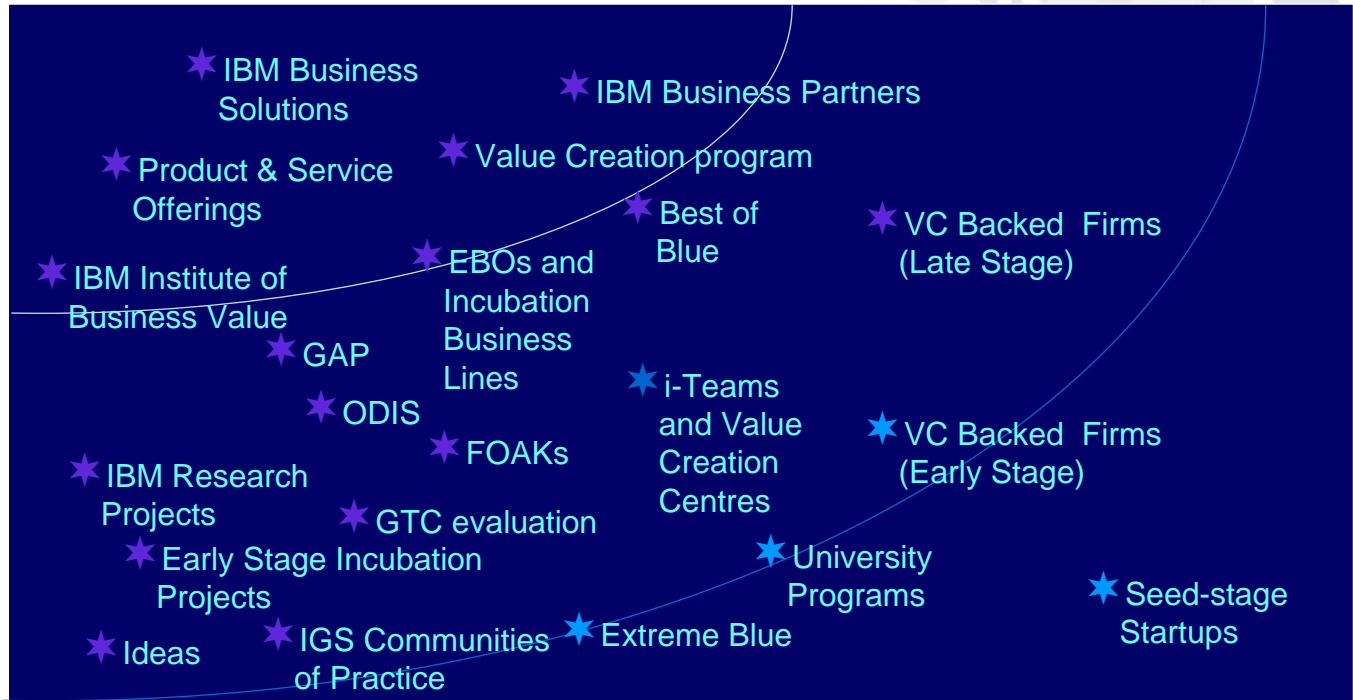 IBM Business
Solutions
IBM Business Partners
Value Creation program
Product & Service
Offerings
Best of
Blue
VC Backed Firms
(Late Stage)
IBM Institute of
Business Value
EBOs and
Incubation
Business
Lines
GAP
ODIS
i-Teams
and Value
Creation
Centres
VC Backed Firms
(Early Stage)
FOAKs
IBM Research
Projects
GTC evaluation
Early Stage Incubation
Projects
University
Programs
Seed-stage
Startups
Ideas
IGS Communities
of Practice
Extreme Blue